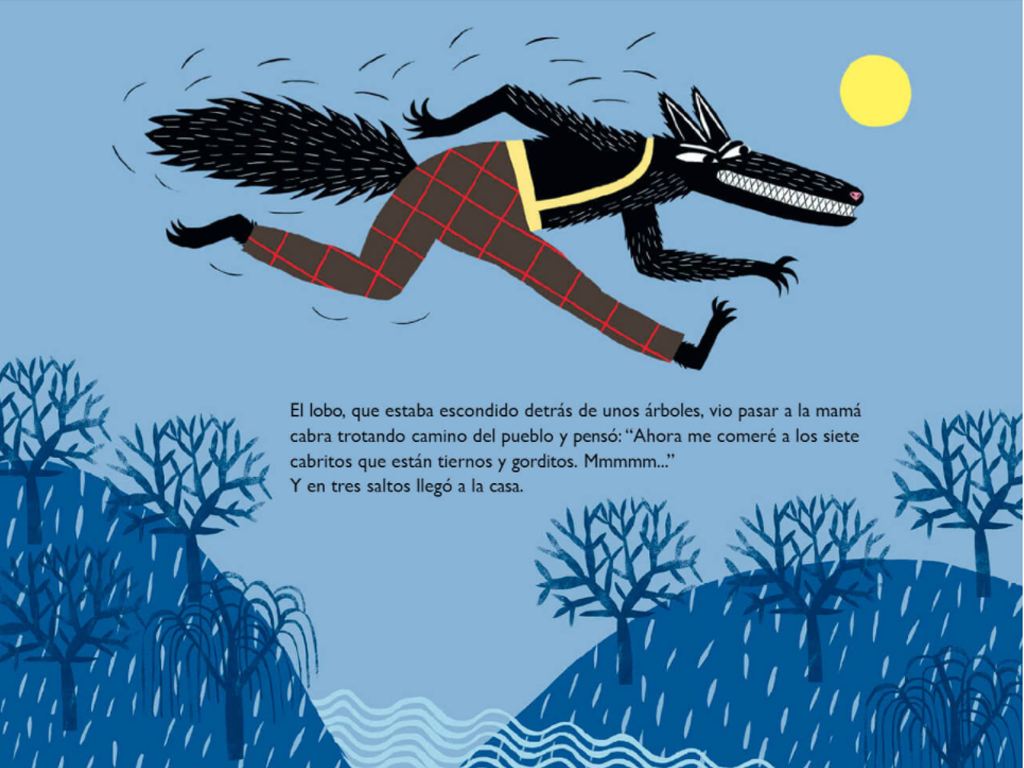 El lobo, que estaba escondido detrás de unos árboles, vio pasar a la mamá
cabra trotando camino del pueblo y pensó: “Ahora me comeré a los siete
cabritos que están tiernos y gorditos. Mmmmm...”
Y en tres saltos llegó a la casa.